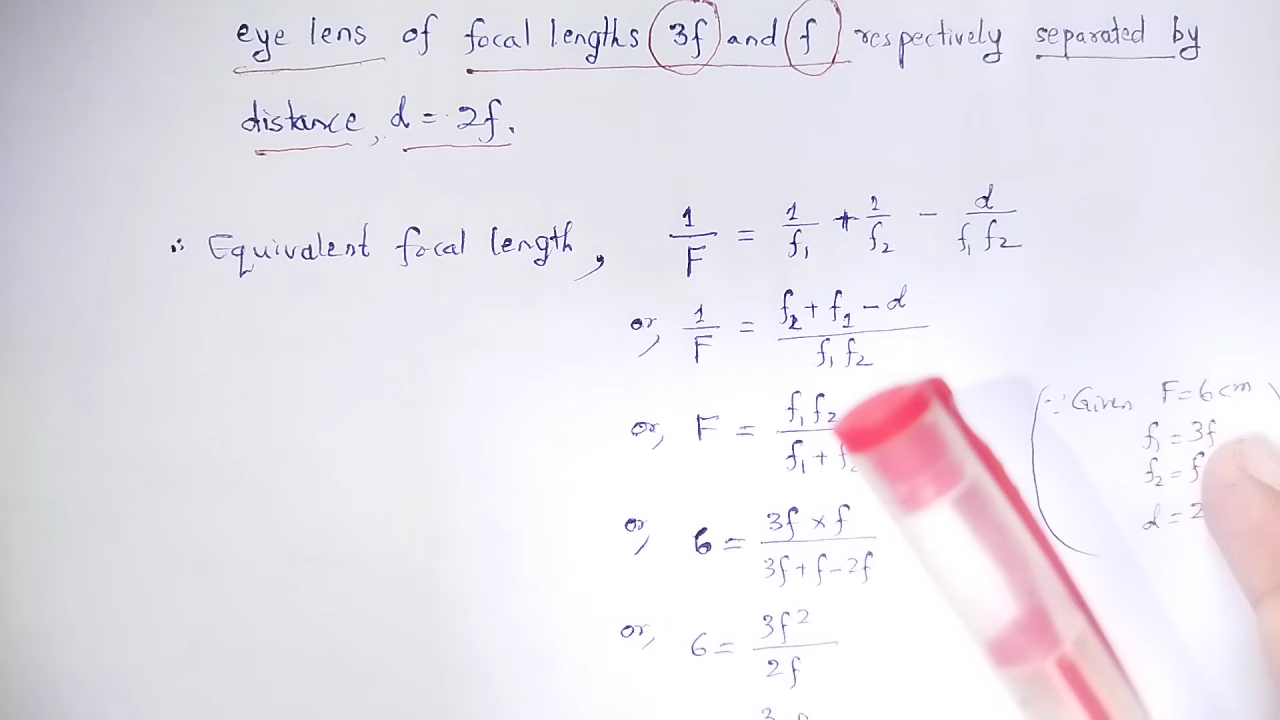 eye lens of focal lengths 3f and f respectively separated by
distance, d = 2f.
∴ Equivalent focal length, 1/F = 1/f₁ + 1/f₂ - d/f₁f₂
or, 1/F = (f₂ + f₁ - d)/f₁f₂
or, F = f₁f₂/f₁ +
∵ Given F = 6 cm
f₁ = 3f
f₂ = f
d = 2
or, 6 = 3f × f/3f + f - 2f
or, 6 = 3f²/2f